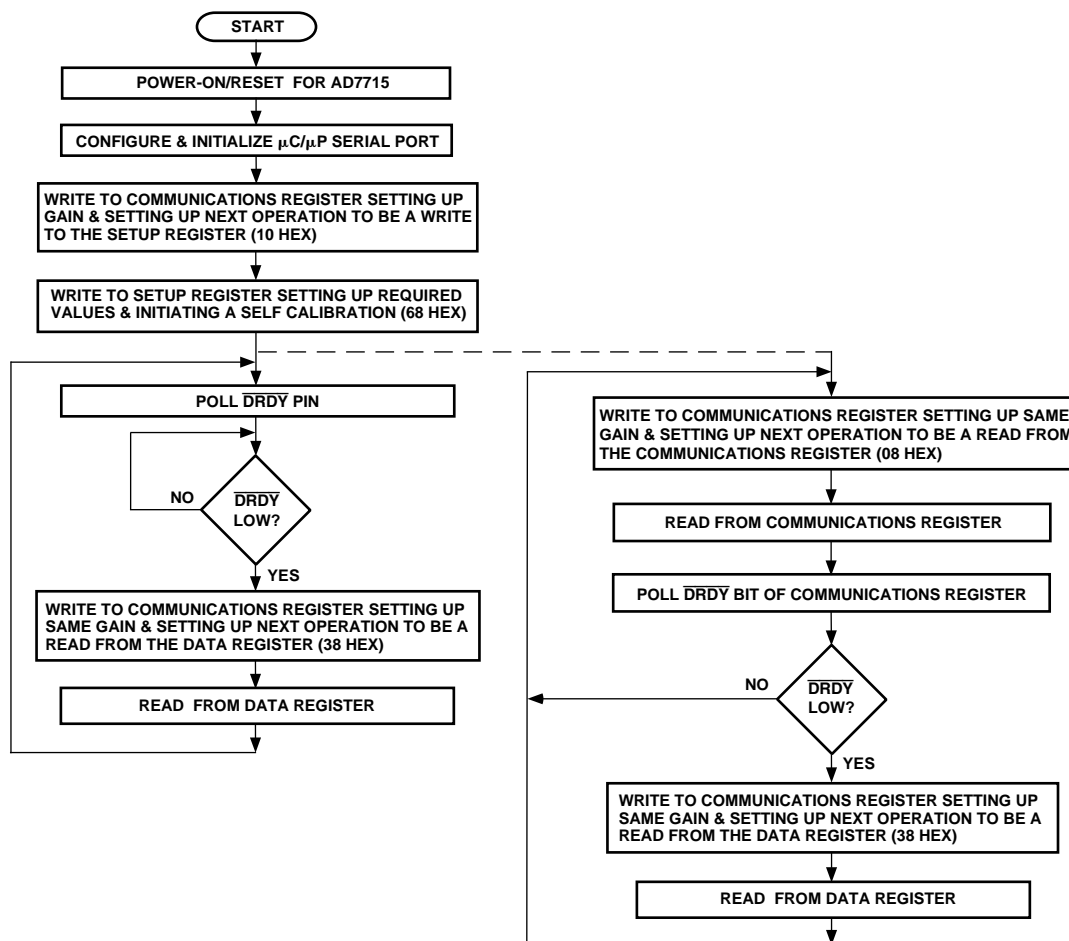 START
POWER-ON/RESET FOR AD7715
CONFIGURE & INITIALIZE μC/μP SERIAL PORT
WRITE TO COMMUNICATIONS REGISTER SETTING UP
GAIN & SETTING UP NEXT OPERATION TO BE A WRITE
TO THE SETUP REGISTER (10 HEX)
WRITE TO SETUP REGISTER SETTING UP REQUIRED
VALUES & INITIATING A SELF CALIBRATION (68 HEX)
POLL D̅R̅D̅Y̅ PIN
NO
D̅R̅D̅Y̅
LOW?
YES
WRITE TO COMMUNICATIONS REGISTER SETTING UP
SAME GAIN & SETTING UP NEXT OPERATION TO BE A
READ FROM THE DATA REGISTER (38 HEX)
READ FROM DATA REGISTER
WRITE TO COMMUNICATIONS REGISTER SETTING UP SAME
GAIN & SETTING UP NEXT OPERATION TO BE A READ FROM
THE COMMUNICATIONS REGISTER (08 HEX)
READ FROM COMMUNICATIONS REGISTER
POLL D̅R̅D̅Y̅ BIT OF COMMUNICATIONS REGISTER
NO
D̅R̅D̅Y̅
LOW?
YES
WRITE TO COMMUNICATIONS REGISTER SETTING UP
SAME GAIN & SETTING UP NEXT OPERATION TO BE A
READ FROM THE DATA REGISTER (38 HEX)
READ FROM DATA REGISTER